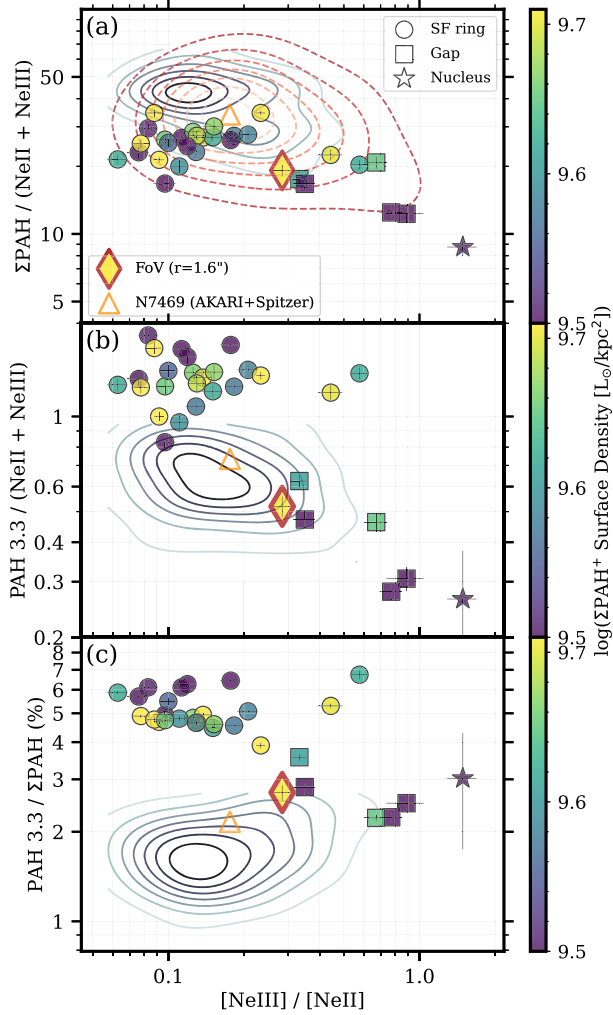 (a)
SF ring
Gap
Nucleus
50
10
5
ΣPAH / (NeII + NeIII)
FoV (r=1.6")
N7469 (AKARI+Spitzer)
9.7
9.6
9.5
(b)
1
0.6
0.4
0.3
0.2
PAH 3.3 / (NeII + NeIII)
9.7
9.6
9.5
log(ΣPAH⁺ Surface Density [L☉/kpc²])
(c)
8
7
6
5
4
3
2
1
PAH 3.3 / ΣPAH (%)
9.7
9.6
9.5
0.1
1.0
[NeIII] / [NeII]